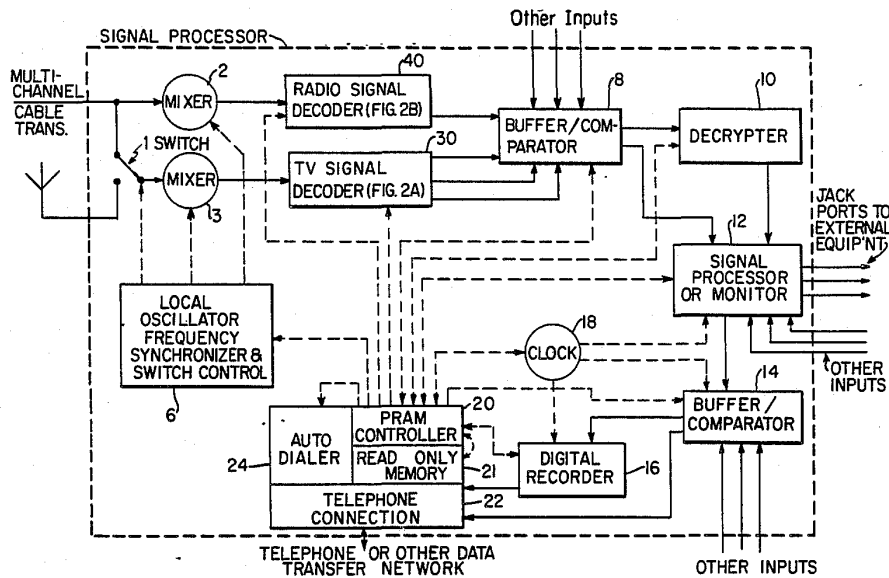 Other Inputs
SIGNAL PROCESSOR
MULTI-
CHANNEL
CABLE
TRANS.
1 SWITCH
2
MIXER
3
MIXER
40
RADIO SIGNAL
DECODER (FIG. 2B)
30
TV SIGNAL
DECODER (FIG. 2A)
8
BUFFER/COM-
PARATOR
10
DECRYPTER
JACK
PORTS TO
EXTERNAL
EQUIP'NT
12
SIGNAL
PROCESSOR
OR MONITOR
OTHER
INPUTS
LOCAL
OSCILLATOR
FREQUENCY
SYNCHRONIZER &
SWITCH CONTROL
6
18
CLOCK
14
BUFFER/
COMPARATOR
20
PRAM
CONTROLLER
AUTO
DIALER
24
READ ONLY
MEMORY
21
22
TELEPHONE
CONNECTION
DIGITAL
RECORDER
16
TELEPHONE OR OTHER DATA
TRANSFER NETWORK
OTHER INPUTS